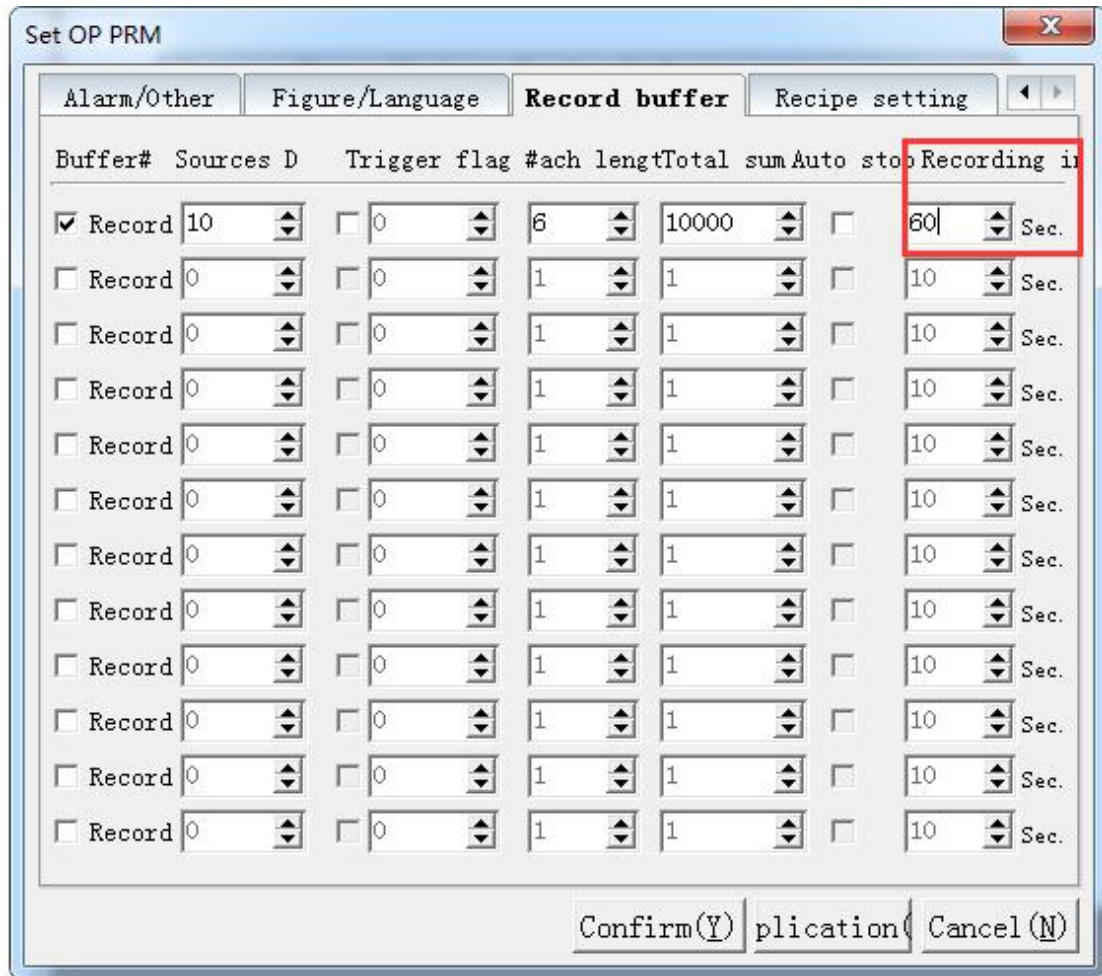 Set OP PRM
Alarm/Other Figure/Language Record buffer Recipe setting
Buffer# Sources D Trigger flag #ach lengtTotal sum Auto stop Recording in
Record 10 0 6 10000 60 Sec.
Record 0 0 1 1 10 Sec.
Record 0 0 1 1 10 Sec.
Record 0 0 1 1 10 Sec.
Record 0 0 1 1 10 Sec.
Record 0 0 1 1 10 Sec.
Record 0 0 1 1 10 Sec.
Record 0 0 1 1 10 Sec.
Record 0 0 1 1 10 Sec.
Record 0 0 1 1 10 Sec.
Record 0 0 1 1 10 Sec.
Record 0 0 1 1 10 Sec.
Confirm(Y) plication( Cancel(N)